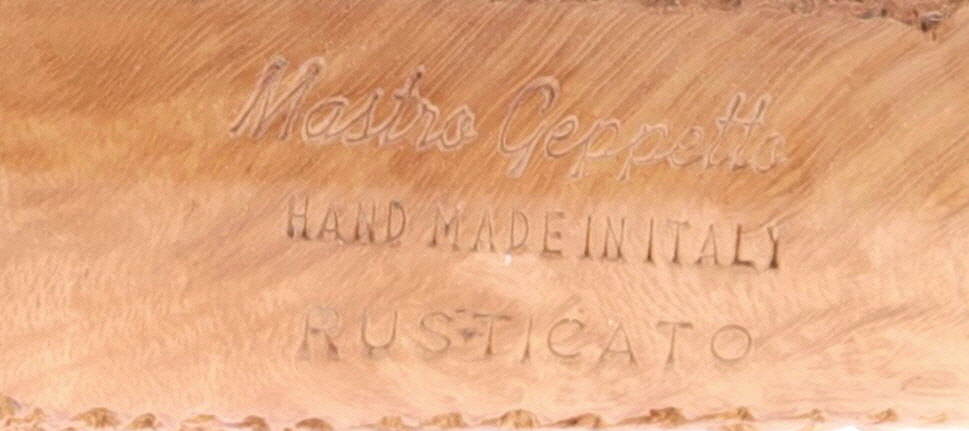 Mastro Geppetto
HAND MADE IN ITALY
RUSTICATO